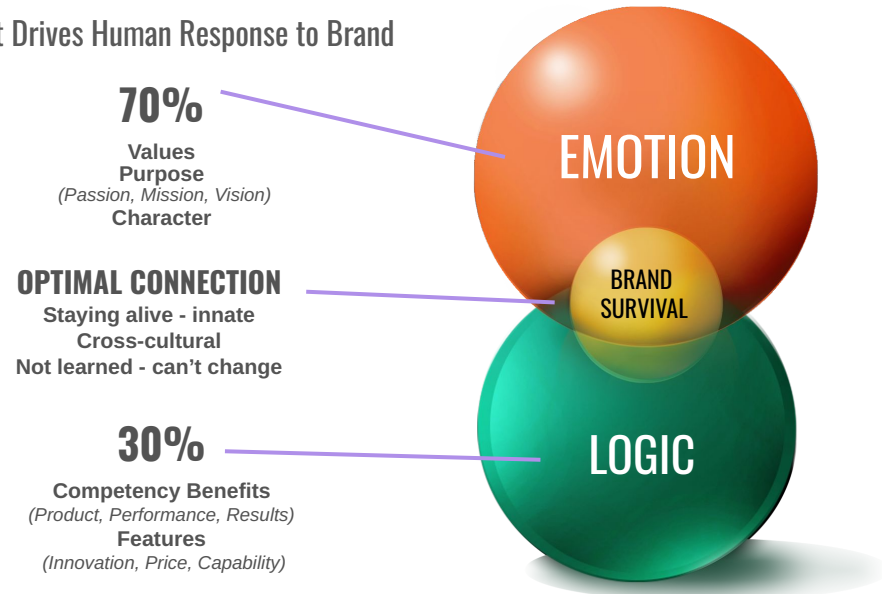 t Drives Human Response to Brand
70%
Values
Purpose
(Passion, Mission, Vision)
Character
EMOTION
OPTIMAL CONNECTION
Staying alive - innate
Cross-cultural
Not learned - can’t change
BRAND
SURVIVAL
30%
Competency Benefits
(Product, Performance, Results)
Features
(Innovation, Price, Capability)
LOGIC